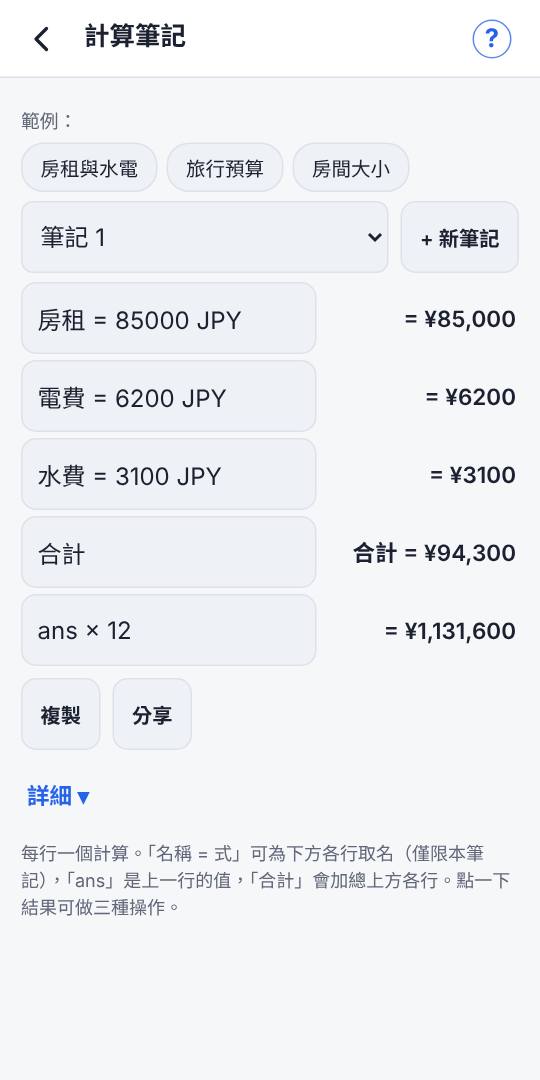 計算筆記
?
範例：
房租與水電
旅行預算
房間大小
筆記 1
+ 新筆記
房租 = 85000 JPY
= ¥85,000
電費 = 6200 JPY
= ¥6200
水費 = 3100 JPY
= ¥3100
合計
合計 = ¥94,300
ans × 12
= ¥1,131,600
複製
分享
詳細 ▾
每行一個計算。「名稱 = 式」可為下方各行取名（僅限本筆
記），「ans」是上一行的值，「合計」會加總上方各行。點一下
結果可做三種操作。